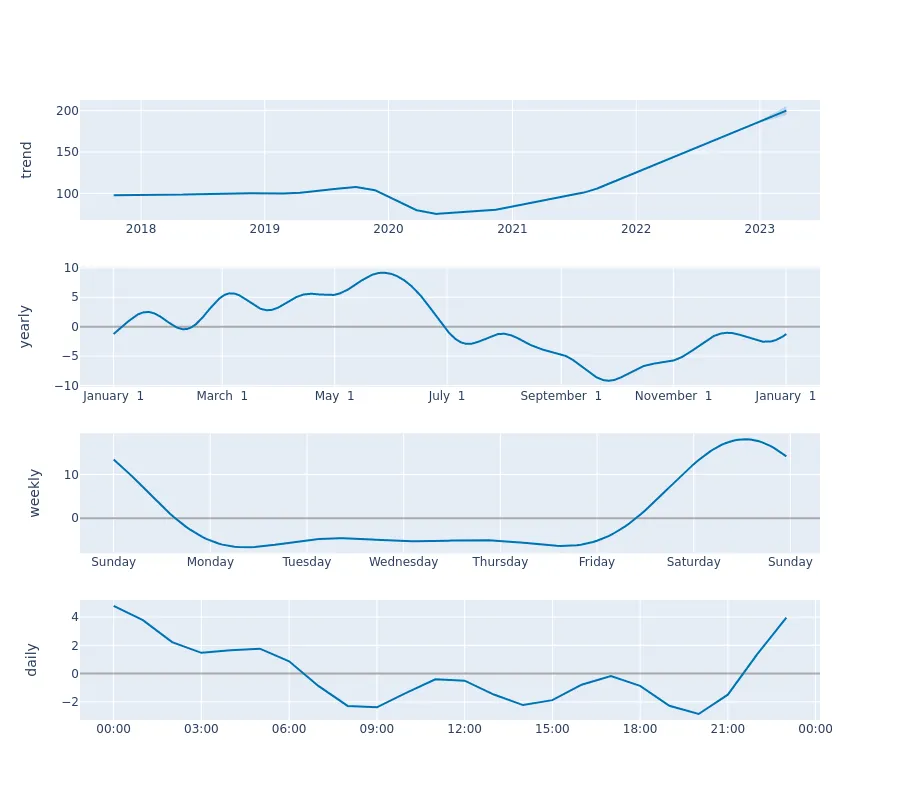 trend
200
150
100
2018 2019 2020 2021 2022 2023
yearly
10
5
0
−5
−10
January 1 March 1 May 1 July 1 September 1 November 1 January 1
weekly
10
0
Sunday Monday Tuesday Wednesday Thursday Friday Saturday Sunday
daily
4
2
0
−2
00:00 03:00 06:00 09:00 12:00 15:00 18:00 21:00 00:00